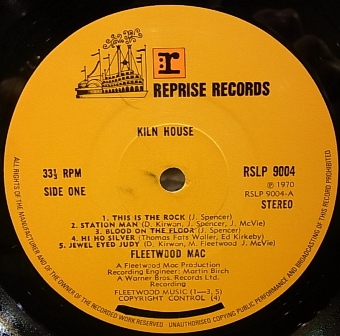 r
REPRISE RECORDS
KILN HOUSE
33⅓ RPM
SIDE ONE
RSLP 9004
℗ 1970
RSLP 9004-A
STEREO
1. THIS IS THE ROCK (J. Spencer)
2. STATION MAN (D. Kirwan, J. Spencer, J. McVie)
3. BLOOD ON THE FLOOR (J. Spencer)
4. HI HO SILVER (Thomas Fats Waller, Ed Kirkeby)
5. JEWEL EYED JUDY (D. Kirwan, M. Fleetwood J. McVie)
FLEETWOOD MAC
A Fleetwood Mac Production
Recording Engineer: Martin Birch
A Warner Bros. Records Ltd.
Recording
FLEETWOOD MUSIC (1—3, 5)
COPYRIGHT CONTROL (4)
ALL RIGHTS OF THE MANUFACTURER AND OF THE OWNER OF THE RECORDED WORK RESERVED UNAUTHORISED COPYING PUBLIC PERFORMANCE AND BROADCASTING OF THIS RECORD PROHIBITED